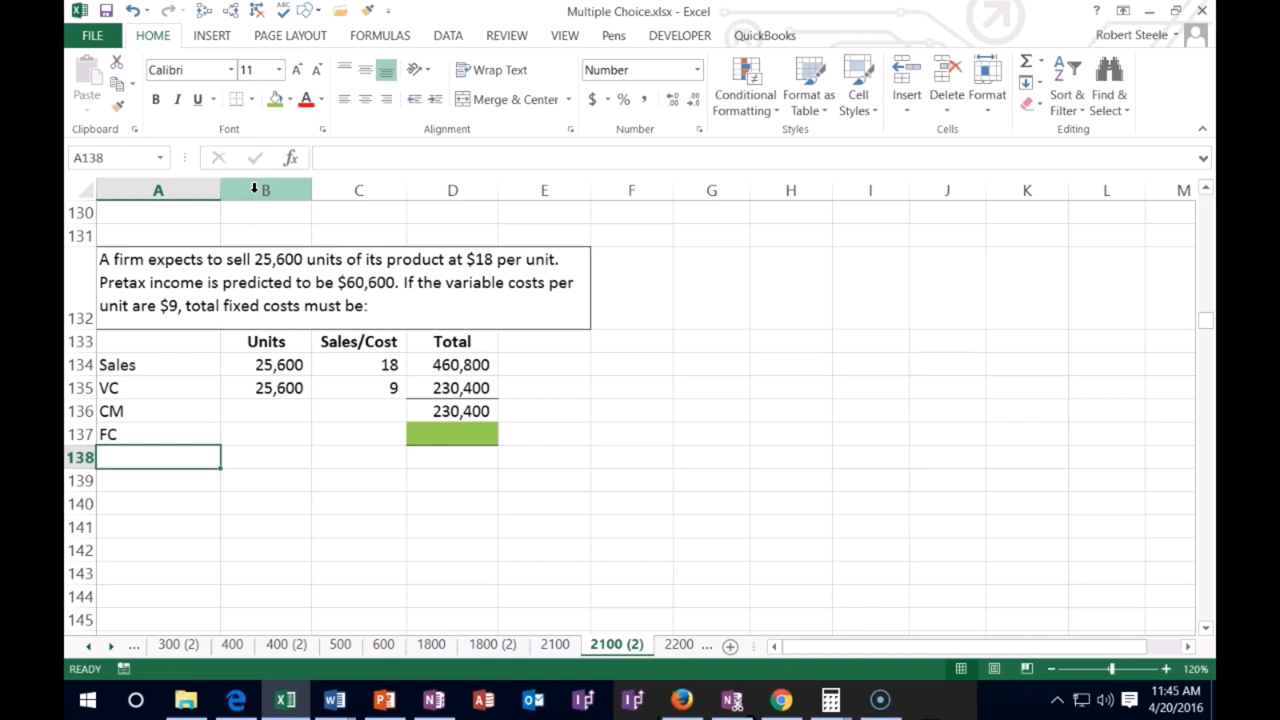 Multiple Choice.xlsx - Excel
?
FILE HOME INSERT PAGE LAYOUT FORMULAS DATA REVIEW VIEW Pens DEVELOPER QuickBooks Robert Steele
Paste Calibri 11 Wrap Text Number Conditional Formatting Format as Table Cell Styles Insert Delete Format Sort & Filter Find & Select
B I U A Merge & Center $ % ,
Clipboard Font Alignment Number Styles Cells Editing
A138 fx
A B C D E F G H I J K L M
130
131
A firm expects to sell 25,600 units of its product at $18 per unit.
Pretax income is predicted to be $60,600. If the variable costs per
132 unit are $9, total fixed costs must be:
133 Units Sales/Cost Total
134 Sales 25,600 18 460,800
135 VC 25,600 9 230,400
136 CM 230,400
137 FC
138
139
140
141
142
143
144
145
... 300 (2) 400 400 (2) 500 600 1800 1800 (2) 2100 2100 (2) 2200 ...
READY 120%
11:45 AM
4/20/2016